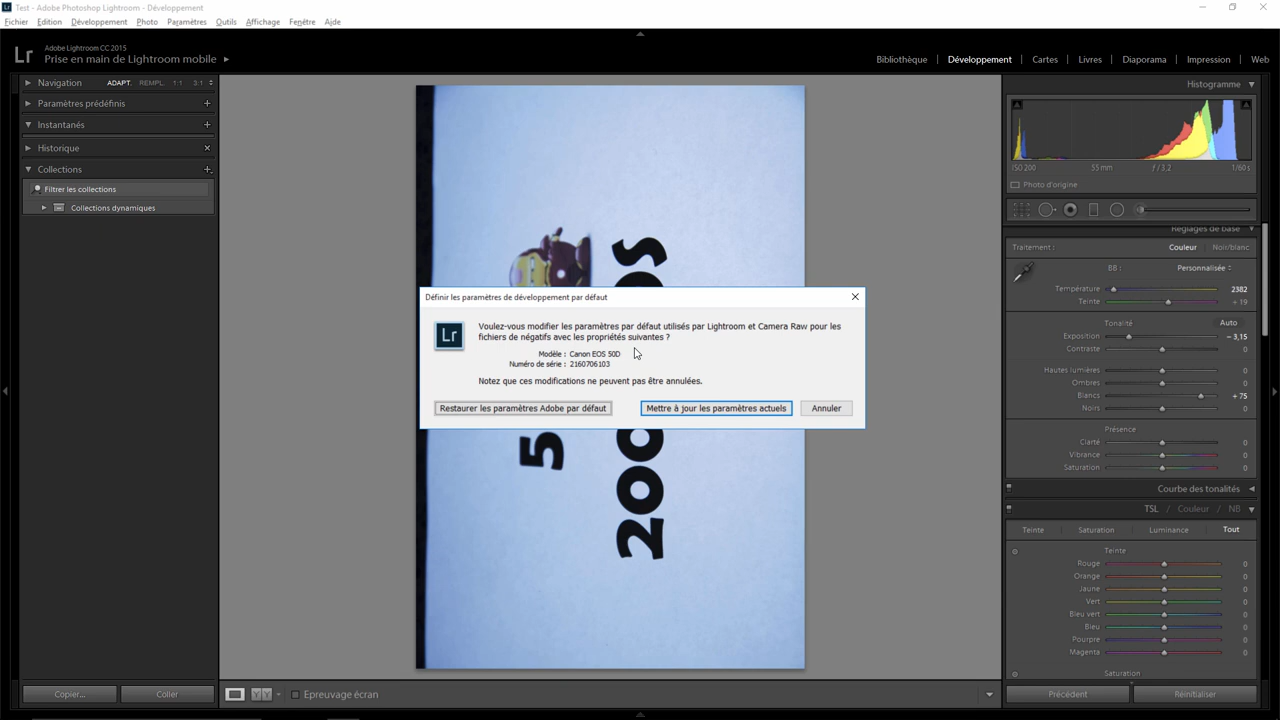 Test - Adobe Photoshop Lightroom - Développement
Fichier Edition Développement Photo Paramètres Outils Affichage Fenêtre Aide
Lr
Adobe Lightroom CC 2015
Prise en main de Lightroom mobile
Bibliothèque | Développement | Cartes | Livres | Diaporama | Impression | Web
Navigation ADAPT. REMPL. 1:1 3:1
Paramètres prédéfinis
Instantanés
Historique
Collections
Filtrer les collections
Collections dynamiques
Copier... Coller
5
200
OS
Définir les paramètres de développement par défaut
Lr
Voulez-vous modifier les paramètres par défaut utilisés par Lightroom et Camera Raw pour les
fichiers de négatifs avec les propriétés suivantes ?
Modèle : Canon EOS 50D
Numéro de série : 2160706103
Notez que ces modifications ne peuvent pas être annulées.
Restaurer les paramètres Adobe par défaut Mettre à jour les paramètres actuels Annuler
YY Epreuvage écran
Histogramme
ISO 200 55 mm ƒ / 3,2 1/60 s
Photo d'origine
Réglages de base
Traitement : Couleur Noir/blanc
BB : Personnalisée
Température 2382
Teinte + 19
Tonalité Auto
Exposition – 3,15
Contraste 0
Hautes lumières 0
Ombres 0
Blancs + 75
Noirs 0
Présence
Clarté 0
Vibrance 0
Saturation 0
Courbe des tonalités
TSL / Couleur / NB
Teinte Saturation Luminance Tout
Teinte
Rouge 0
Orange 0
Jaune 0
Vert 0
Bleu vert 0
Bleu 0
Pourpre 0
Magenta 0
Saturation
Précédent Réinitialiser